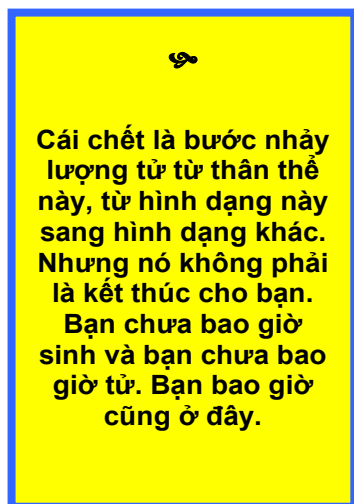 Cái chết là bước nhảy
lượng tử từ thân thể
này, từ hình dạng này
sang hình dạng khác.
Nhưng nó không phải
là kết thúc cho bạn.
Bạn chưa bao giờ
sinh và bạn chưa bao
giờ tử. Bạn bao giờ
cũng ở đây.